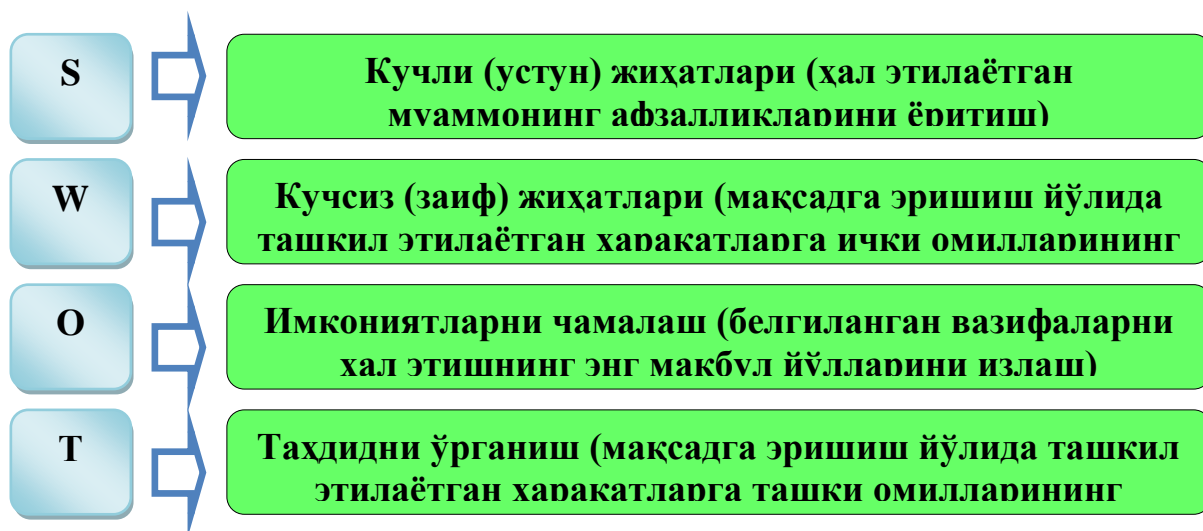 S
Кучли (устун) жиҳатлари (ҳал этилаётган
муаммонинг афзалликларини ёритиш)
W
Кучсиз (заиф) жиҳатлари (мақсадга эришиш йўлида
ташкил этилаётган ҳаракатларга ички омилларининг
O
Имкониятларни чамалаш (белгиланган вазифаларни
ҳал этишнинг энг мақбул йўлларини излаш)
T
Таҳдидни ўрганиш (мақсадга эришиш йўлида ташкил
этилаётган ҳаракатларга ташқи омилларининг